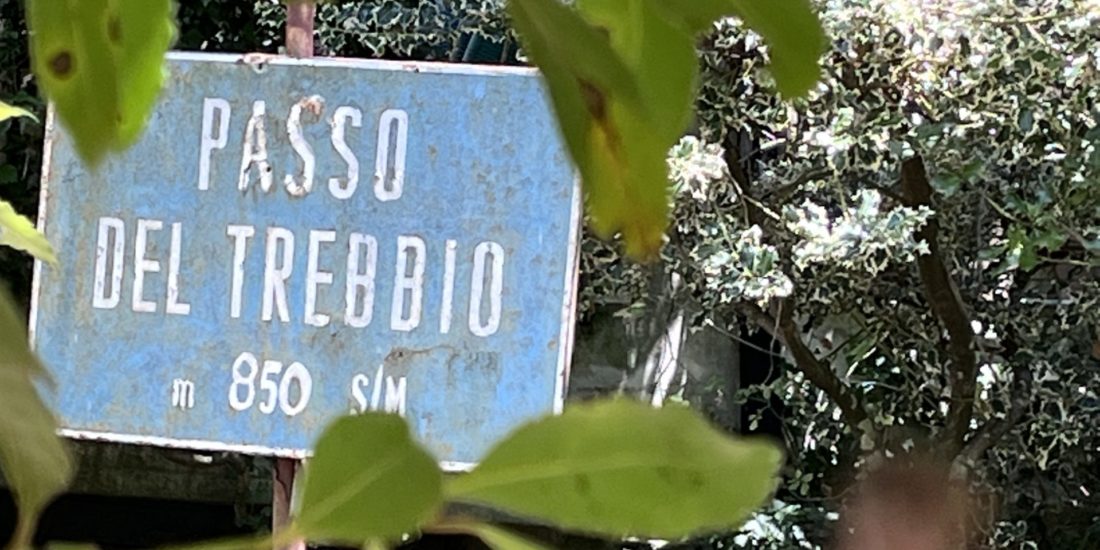 PASSO
DEL TREBBIO
m 850 s/M